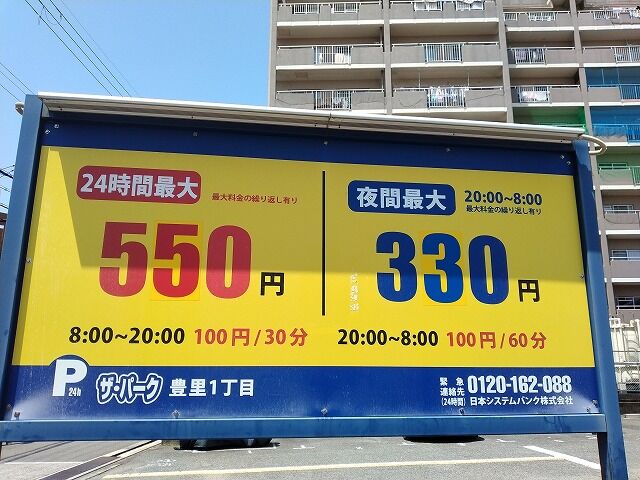 24時間最大
最大料金の繰り返し有り
550円
8:00~20:00 100円/30分
夜間最大 20:00~8:00
最大料金の繰り返し有り
330円
20:00~8:00 100円/60分
P 24h
ザ・パーク 豊里1丁目
緊急連絡先(24時間) 0120-162-088
日本システムバンク株式会社